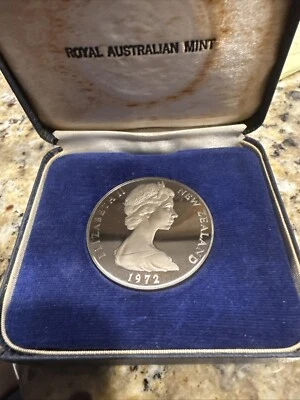 ROYAL AUSTRALIAN MINT
ELIZABETH II NEW ZEALAND
1972